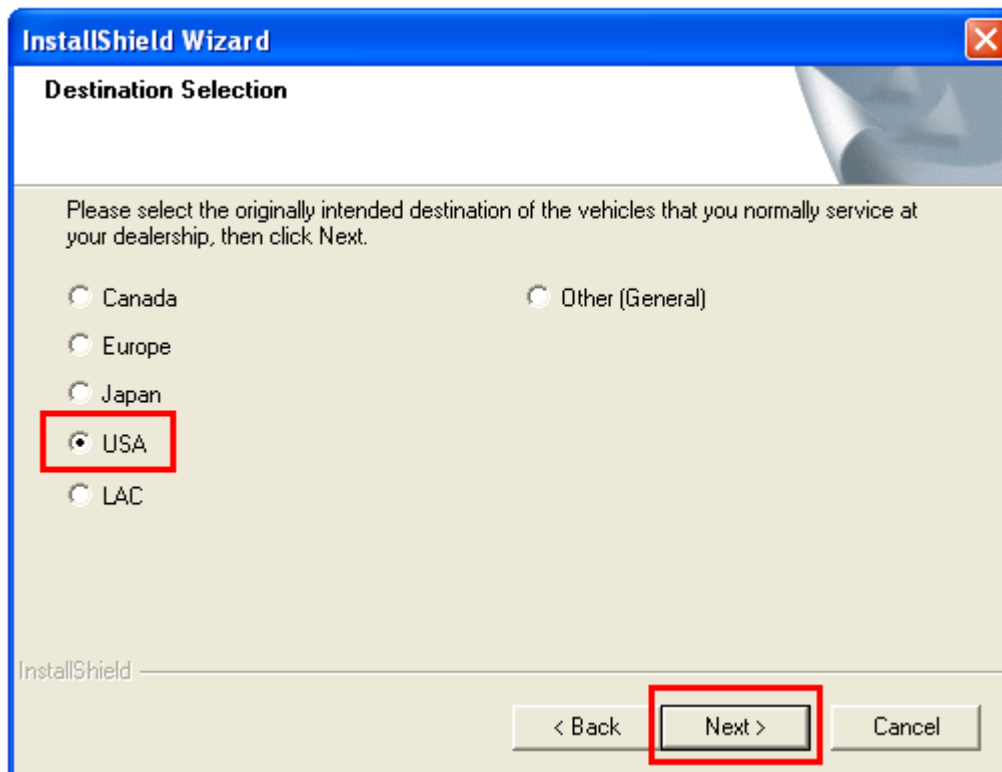 InstallShield Wizard
Destination Selection
Please select the originally intended destination of the vehicles that you normally service at
your dealership, then click Next.
Canada
Other (General)
Europe
Japan
USA
LAC
InstallShield
< Back
Next >
Cancel